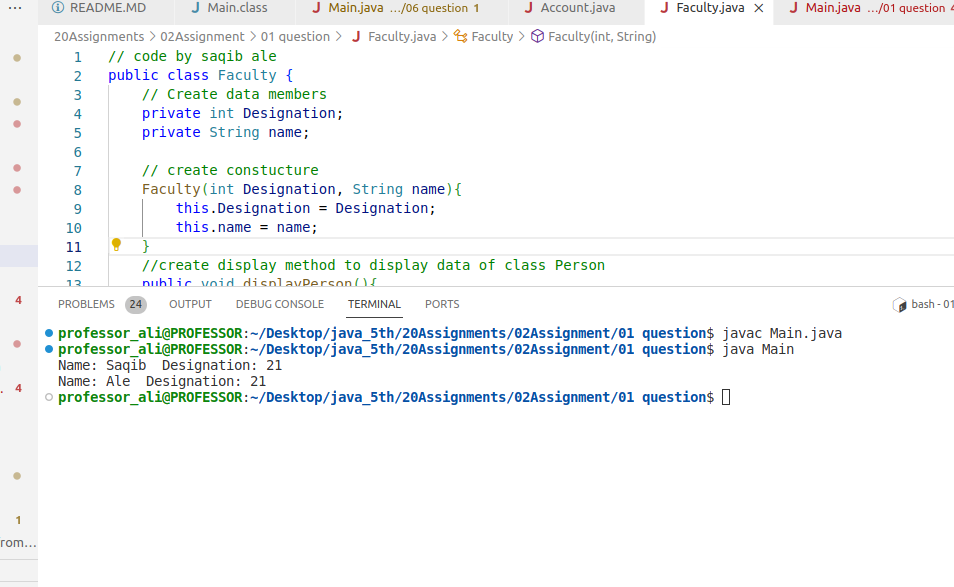 ··· README.MD J Main.class J Main.java .../06 question 1 J Account.java J Faculty.java × J Main.java .../01 question 4
20Assignments > 02Assignment > 01 question > J Faculty.java > Faculty > Faculty(int, String)
1 // code by saqib ale
2 public class Faculty {
3 // Create data members
4 private int Designation;
5 private String name;
6
7 // create constucture
8 Faculty(int Designation, String name){
9 this.Designation = Designation;
10 this.name = name;
11 }
12 //create display method to display data of class Person
13 public void displayPerson(){
PROBLEMS 24 OUTPUT DEBUG CONSOLE TERMINAL PORTS bash - 01
professor_ali@PROFESSOR:~/Desktop/java_5th/20Assignments/02Assignment/01 question$ javac Main.java
professor_ali@PROFESSOR:~/Desktop/java_5th/20Assignments/02Assignment/01 question$ java Main
Name: Saqib  Designation: 21
Name: Ale  Designation: 21
professor_ali@PROFESSOR:~/Desktop/java_5th/20Assignments/02Assignment/01 question$
4
. 4
1
rom...